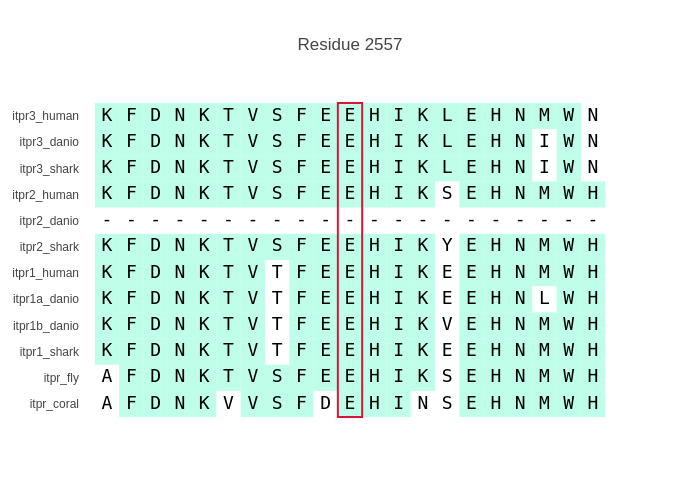 Residue 2557
itpr3_human K F D N K T V S F E E H I K L E H N M W N
itpr3_danio K F D N K T V S F E E H I K L E H N I W N
itpr3_shark K F D N K T V S F E E H I K L E H N I W N
itpr2_human K F D N K T V S F E E H I K S E H N M W H
itpr2_danio - - - - - - - - - - - - - - - - - - - - -
itpr2_shark K F D N K T V S F E E H I K Y E H N M W H
itpr1_human K F D N K T V T F E E H I K E E H N M W H
itpr1a_danio K F D N K T V T F E E H I K E E H N L W H
itpr1b_danio K F D N K T V T F E E H I K V E H N M W H
itpr1_shark K F D N K T V T F E E H I K E E H N M W H
itpr_fly A F D N K T V S F E E H I K S E H N M W H
itpr_coral A F D N K V V S F D E H I N S E H N M W H